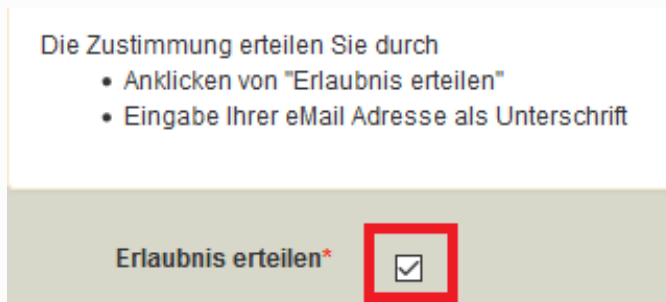 Die Zustimmung erteilen Sie durch
• Anklicken von "Erlaubnis erteilen"
• Eingabe Ihrer eMail Adresse als Unterschrift
Erlaubnis erteilen*